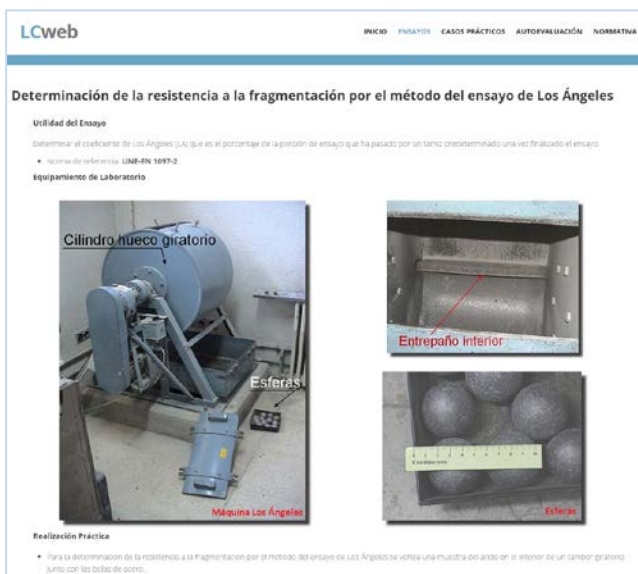 LCweb
INICIO ENSAYOS CASOS PRÁCTICOS AUTOEVALUACIÓN NORMATIVA
Determinación de la resistencia a la fragmentación por el método del ensayo de Los Ángeles
Utilidad del Ensayo
Determinar el coeficiente de Los Ángeles (LA) que es el porcentaje de la porción de ensayo que ha pasado por un tamiz predeterminado una vez finalizado el ensayo.
Norma de referencia: UNE-EN 1097-2
Equipamiento de Laboratorio
Cilindro hueco giratorio
Esferas
Máquina Los Ángeles
Entrepaño interior
Centímetros
Esferas
Realización Práctica
Para la determinación de la resistencia a la fragmentación por el método del ensayo de Los Ángeles se voltea una muestra del árido en el interior de un tambor giratorio
junto con las bolas de acero.